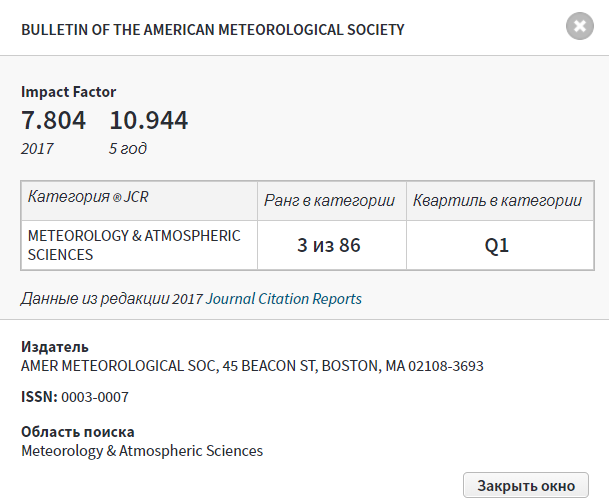 BULLETIN OF THE AMERICAN METEOROLOGICAL SOCIETY
Impact Factor
7.804 10.944
2017 5 год
Категория ® JCR Ранг в категории Квартиль в категории
METEOROLOGY & ATMOSPHERIC
SCIENCES
3 из 86 Q1
Данные из редакции 2017 Journal Citation Reports
Издатель
AMER METEOROLOGICAL SOC, 45 BEACON ST, BOSTON, MA 02108-3693
ISSN: 0003-0007
Область поиска
Meteorology & Atmospheric Sciences
Закрыть окно